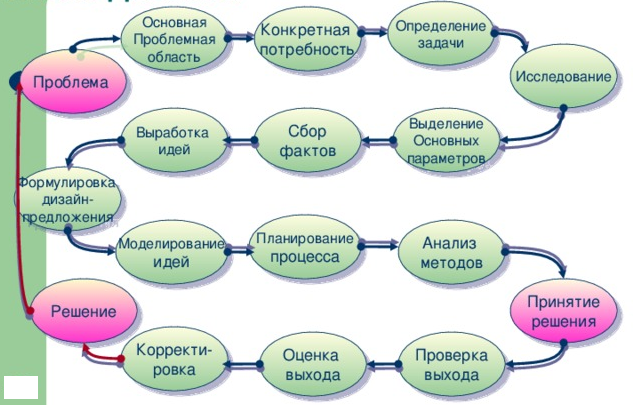 Проблема
Основная
Проблемная
область
Конкретная
потребность
Определение
задачи
Исследование
Выделение
Основных
параметров
Сбор
фактов
Выработка
идей
Формулировка
дизайн-
предложения
Моделирование
идей
Планирование
процесса
Анализ
методов
Принятие
решения
Проверка
выхода
Оценка
выхода
Корректи-
ровка
Решение